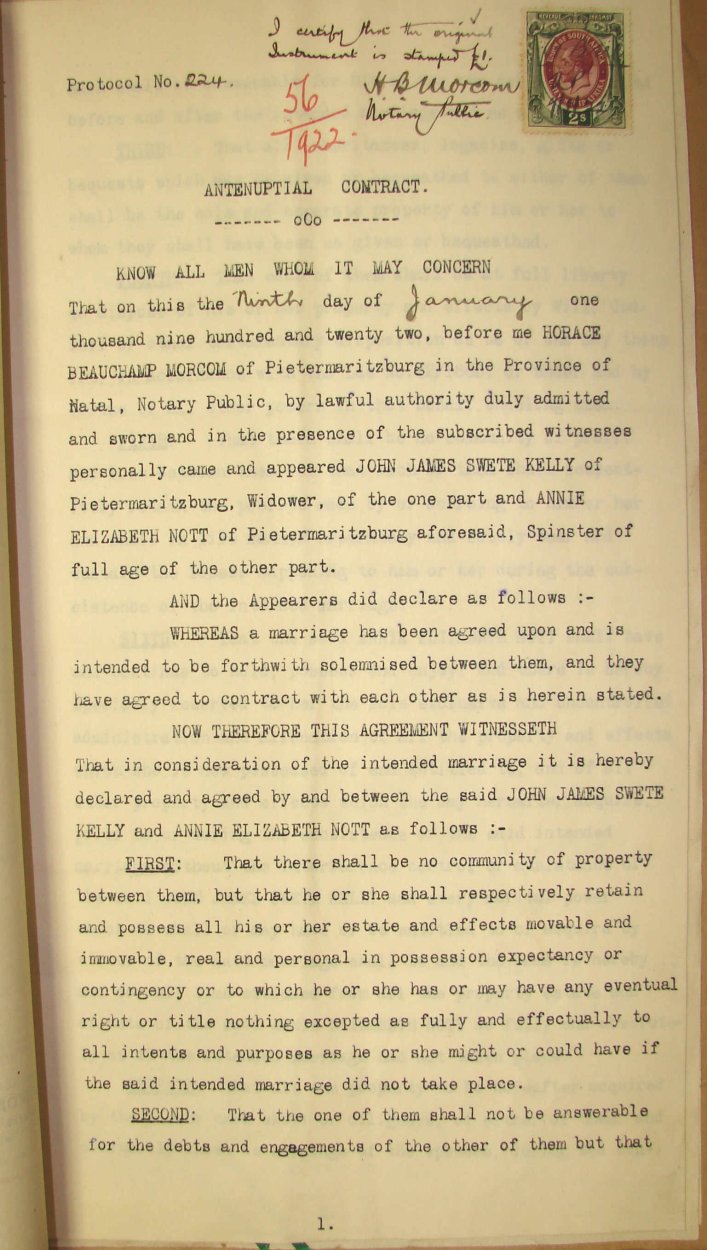 I certify that the original
Instrument is stamped £1.
H B Morcom
Notary Public.
REVENUE INKOMST
UNION OF SOUTH AFRICA
2s 2s
Protocol No. 224.
56
1922.
ANTENUPTIAL CONTRACT.
------- oOo -------
KNOW ALL MEN WHOM IT MAY CONCERN
That on this the Ninth day of January one
thousand nine hundred and twenty two, before me HORACE
BEAUCHAMP MORCOM of Pietermaritzburg in the Province of
Natal, Notary Public, by lawful authority duly admitted
and sworn and in the presence of the subscribed witnesses
personally came and appeared JOHN JAMES SWETE KELLY of
Pietermaritzburg, Widower, of the one part and ANNIE
ELIZABETH NOTT of Pietermaritzburg aforesaid, Spinster of
full age of the other part.
AND the Appearers did declare as follows :-
WHEREAS a marriage has been agreed upon and is
intended to be forthwith solemnised between them, and they
have agreed to contract with each other as is herein stated.
NOW THEREFORE THIS AGREEMENT WITNESSETH
That in consideration of the intended marriage it is hereby
declared and agreed by and between the said JOHN JAMES SWETE
KELLY and ANNIE ELIZABETH NOTT as follows :-
FIRST: That there shall be no community of property
between them, but that he or she shall respectively retain
and possess all his or her estate and effects movable and
immovable, real and personal in possession expectancy or
contingency or to which he or she has or may have any eventual
right or title nothing excepted as fully and effectually to
all intents and purposes as he or she might or could have if
the said intended marriage did not take place.
SECOND: That the one of them shall not be answerable
for the debts and engagements of the other of them but that
1.